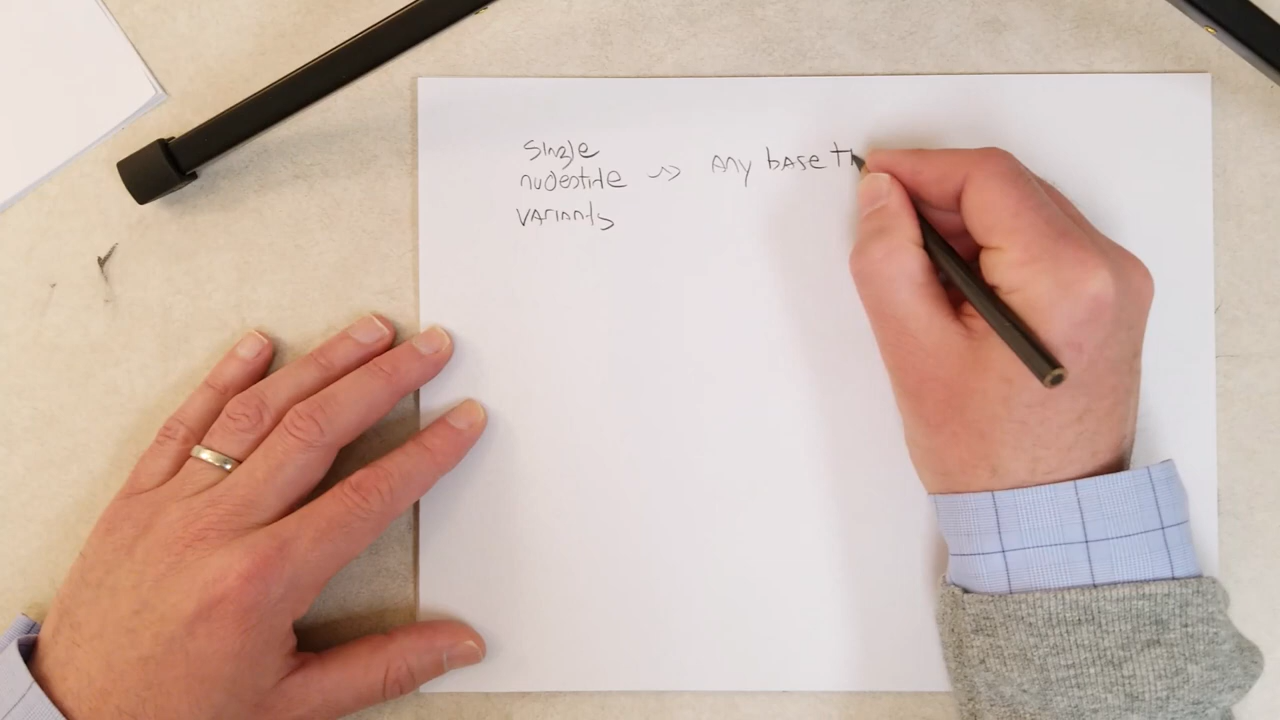 Single
nucleotide → Any base t
variants